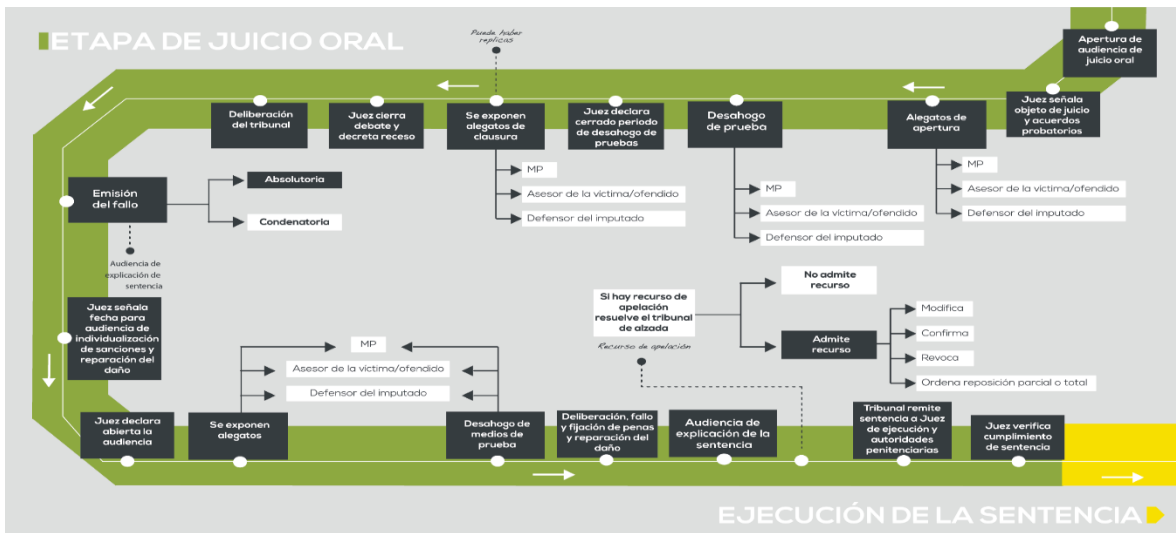 ETAPA DE JUICIO ORAL
Puede haber
replicas
Apertura de
audiencia de
juicio oral
Juez señala
objeto de juicio
y acuerdos
probatorios
Alegatos de
apertura
MP
Asesor de la víctima/ofendido
Defensor del imputado
Desahogo
de prueba
MP
Asesor de la víctima/ofendido
Defensor del imputado
Juez declara
cerrado periodo
de desahogo de
pruebas
Se exponen
alegatos de
clausura
MP
Asesor de la víctima/ofendido
Defensor del imputado
Juez cierra
debate y
decreta receso
Deliberación
del tribunal
Emisión
del fallo
Absolutoria
Condenatoria
Audiencia de
explicación de
sentencia
Juez señala
fecha para
audiencia de
individualización
de sanciones y
reparación del
daño
Juez declara
abierta la
audiencia
Se exponen
alegatos
MP
Asesor de la víctima/ofendido
Defensor del imputado
Desahogo de
medios de
prueba
Deliberación, fallo
y fijación de penas
y reparación del
daño
Audiencia de
explicación de la
sentencia
Si hay recurso de
apelación
resuelve el tribunal
de alzada
Recurso de apelación
No admite
recurso
Admite
recurso
Modifica
Confirma
Revoca
Ordena reposición parcial o total
Tribunal remite
sentencia a Juez
de ejecución y
autoridades
penitenciarias
Juez verifica
cumplimiento
de sentencia
EJECUCIÓN DE LA SENTENCIA